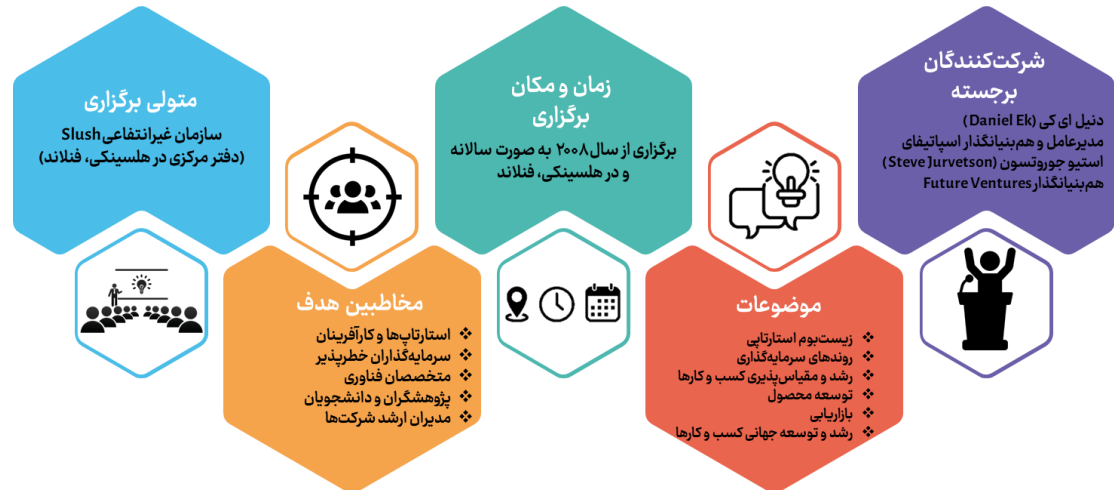 شرکت‌کنندگان
برجسته
دنیل ای کی (Daniel Ek)
مدیرعامل و هم‌بنیانگذار اسپاتیفای
استیو جوروتسون (Steve Jurvetson)
هم‌بنیانگذار Future Ventures
موضوعات
❖ زیست‌بوم استارتاپی
❖ روندهای سرمایه‌گذاری
❖ رشد و مقیاس‌پذیری کسب و کارها
❖ توسعه محصول
❖ بازاریابی
❖ رشد و توسعه جهانی کسب و کارها
زمان و مکان
برگزاری
برگزاری از سال ۲۰۰۸ به صورت سالانه
و در هلسینکی، فنلاند
مخاطبین هدف
❖ استارتاپ‌ها و کارآفرینان
❖ سرمایه‌گذاران خطرپذیر
❖ متخصصان فناوری
❖ پژوهشگران و دانشجویان
❖ مدیران ارشد شرکت‌ها
متولی برگزاری
سازمان غیرانتفاعی Slush
(دفتر مرکزی در هلسینکی، فنلاند)